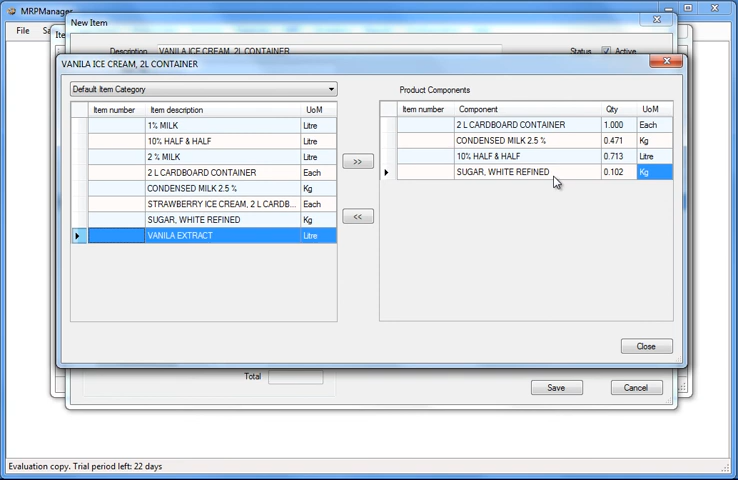 MRPManager
New Item
File
Description VANILA ICE CREAM, 2L CONTAINER
Status Active
VANILA ICE CREAM, 2L CONTAINER
Default Item Category
Product Components
Item number Item description UoM
1% MILK Litre
10% HALF & HALF Litre
2 % MILK Litre
2 L CARDBOARD CONTAINER Each
CONDENSED MILK 2.5 % Kg
STRAWBERRY ICE CREAM, 2 L CARDB... Each
SUGAR, WHITE REFINED Kg
VANILA EXTRACT Litre
>>
<<
Item number Component Qty UoM
2 L CARDBOARD CONTAINER 1.000 Each
CONDENSED MILK 2.5 % 0.471 Kg
10% HALF & HALF 0.713 Litre
SUGAR, WHITE REFINED 0.102 Kg
Close
Total
Save
Cancel
Evaluation copy. Trial period left: 22 days